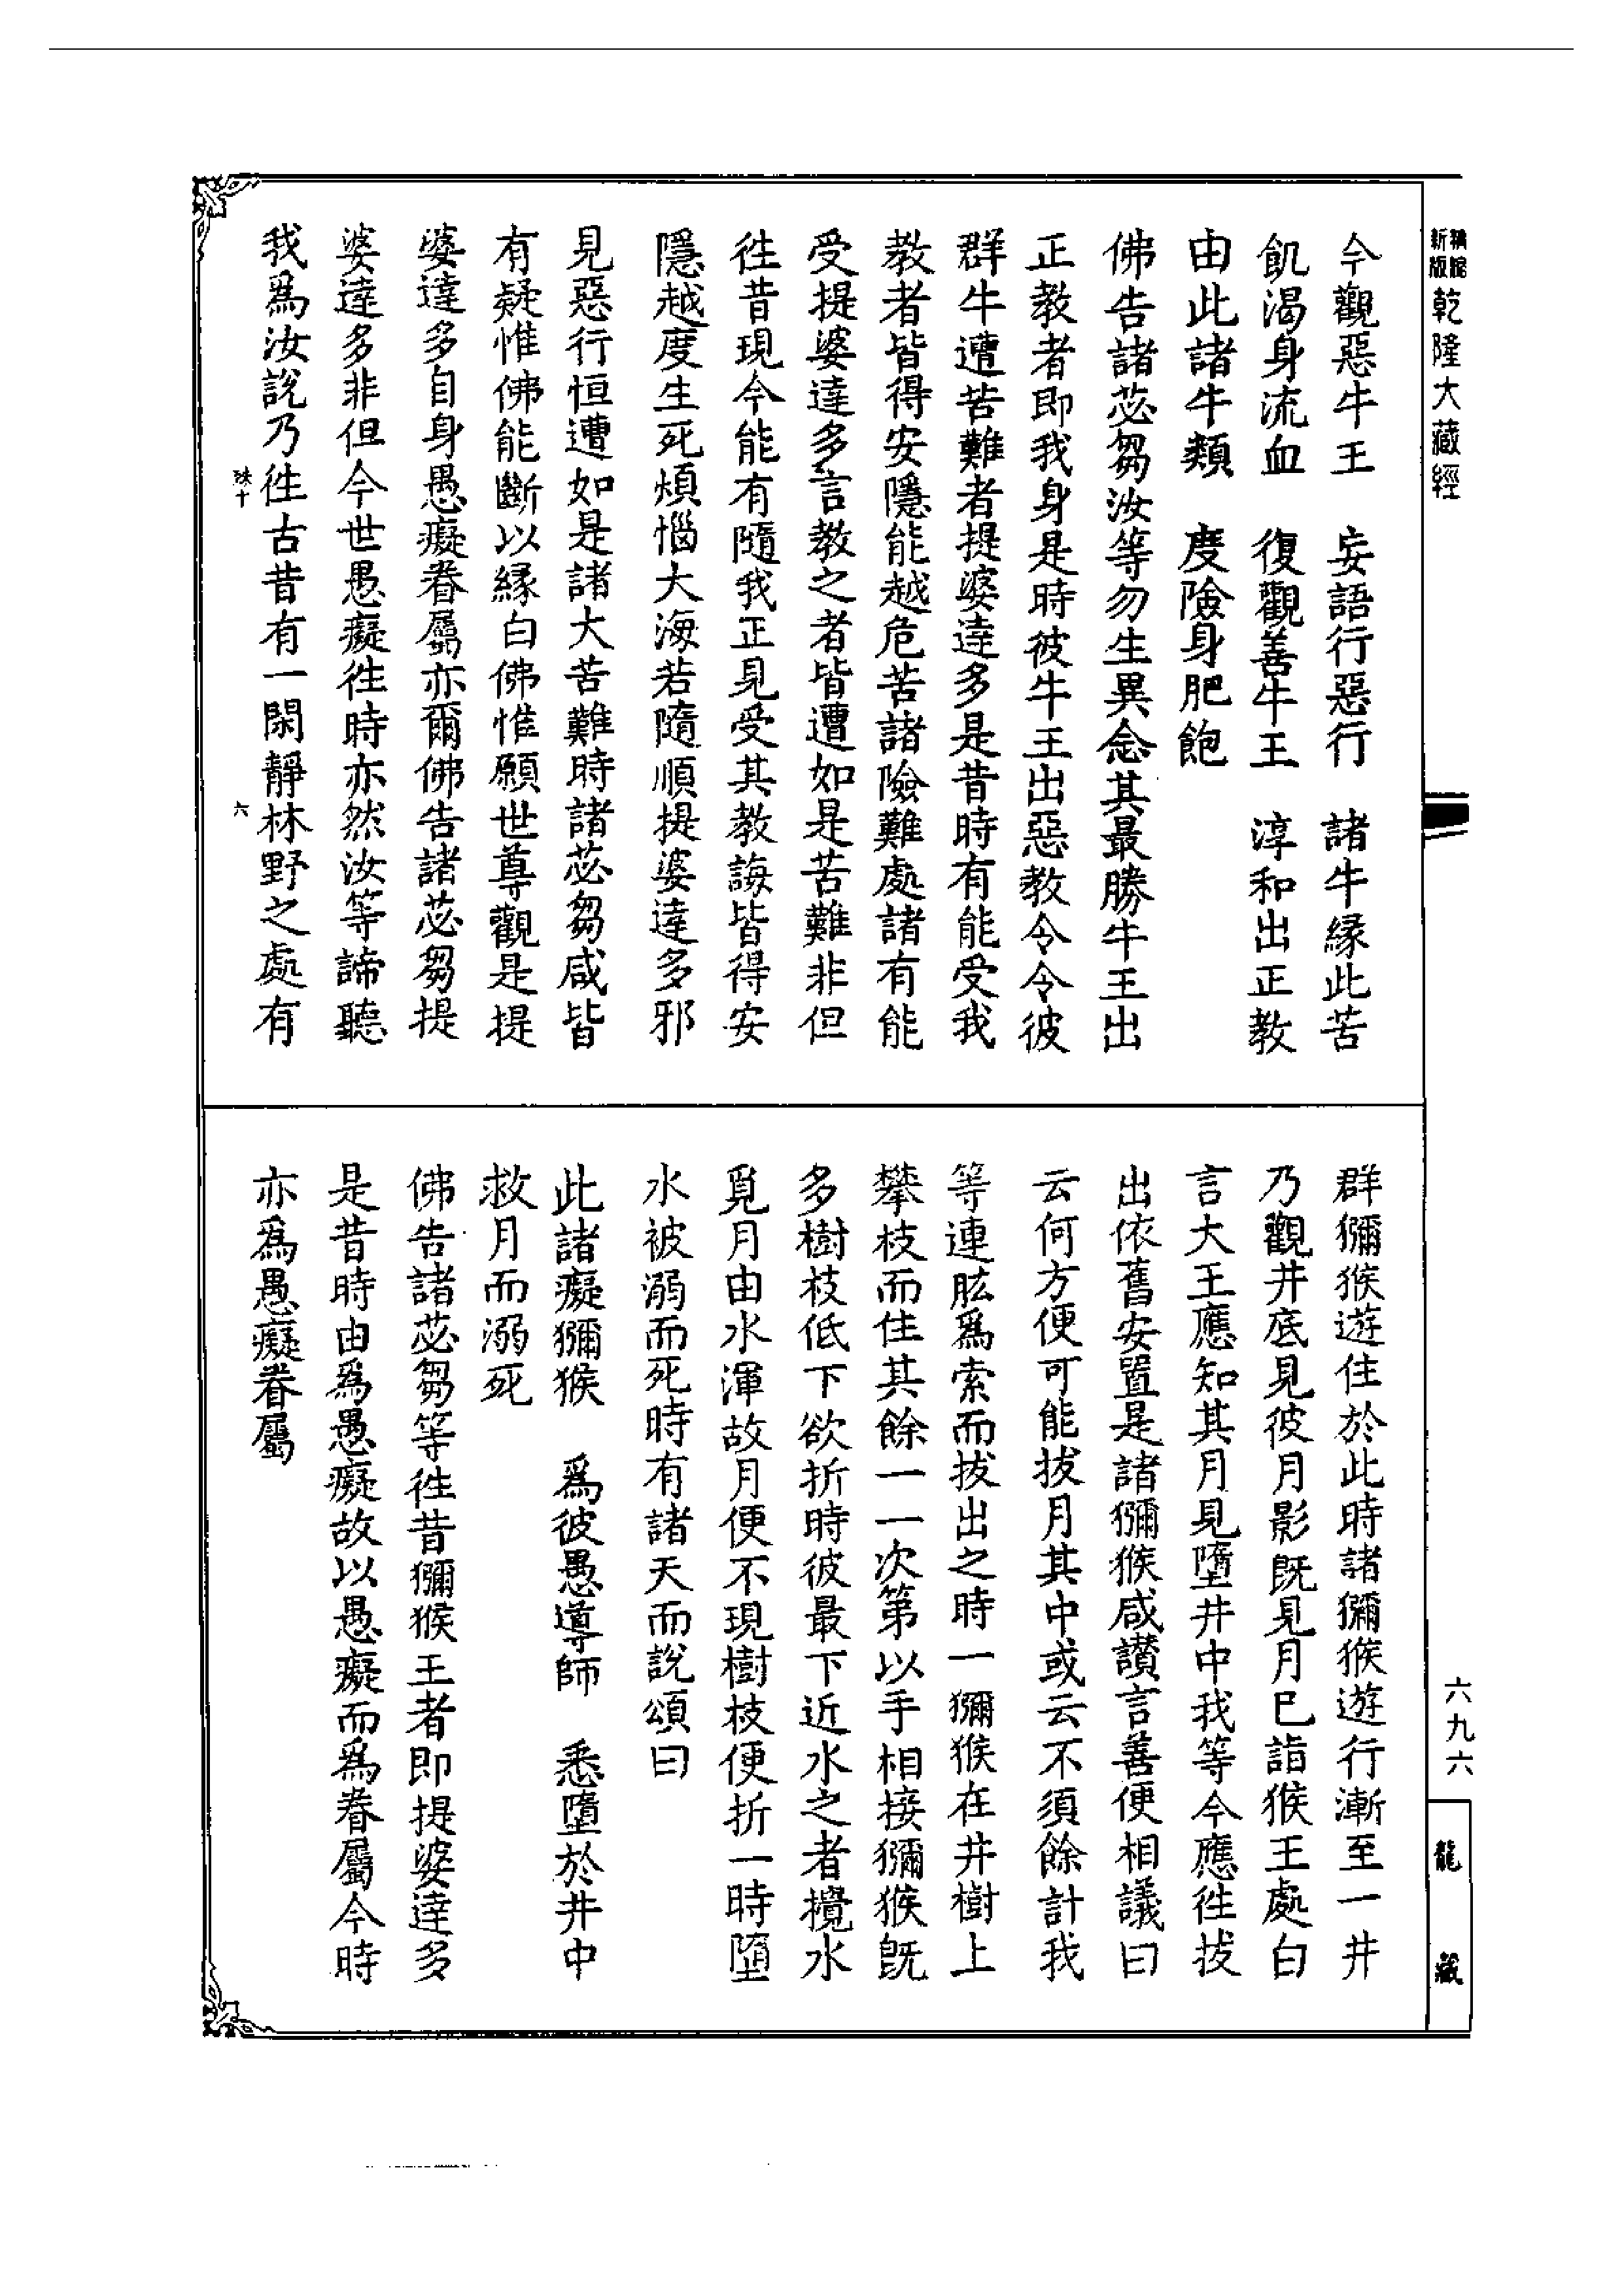 新版精縮乾隆大藏經
今觀惡牛王　妄語行惡行　諸牛緣此苦
飢渴身流血　復觀善牛王　淳和出正教
由此諸牛類　度險身肥飽
佛告諸苾芻汝等勿生異念其最勝牛王出
正教者即我身是時彼牛王出惡教令令彼
群牛遭苦難者提婆達多是昔時有能受我
教者皆得安隱能越危苦諸險難處諸有能
受提婆達多言教之者皆遭如是苦難非但
徃昔現今能有隨我正見受其教誨皆得安
隱越度生死煩惱大海若隨順提婆達多邪
見惡行恒遭如是諸大苦難時諸苾芻咸皆
有疑惟佛能斷以緣白佛惟願世尊觀是提
婆達多自身愚癡眷屬亦爾佛告諸苾芻提
婆達多非但今世愚癡徃時亦然汝等諦聽
我爲汝說乃徃古昔有一閑靜林野之處有
殊十　六
群獼猴遊住於此時諸獼猴遊行漸至一井
乃觀井底見彼月影旣見月已詣猴王處白
言大王應知其月見墮井中我等今應徃拔
出依舊安置是諸獼猴咸讃言善便相議曰
云何方便可能拔月其中或云不須餘計我
等連肱爲索而拔出之時一獼猴在井樹上
攀枝而住其餘一一次第以手相接獼猴旣
多樹枝低下欲折時彼最下近水之者攪水
覓月由水渾故月便不現樹枝便折一時墮
水被溺而死時有諸天而說頌曰
此諸癡獼猴　爲彼愚導師　悉墮於井中
救月而溺死
佛告諸苾芻等徃昔獼猴王者即提婆達多
是昔時由爲愚癡故以愚癡而爲眷屬今時
亦爲愚癡眷屬
六九六
龍藏